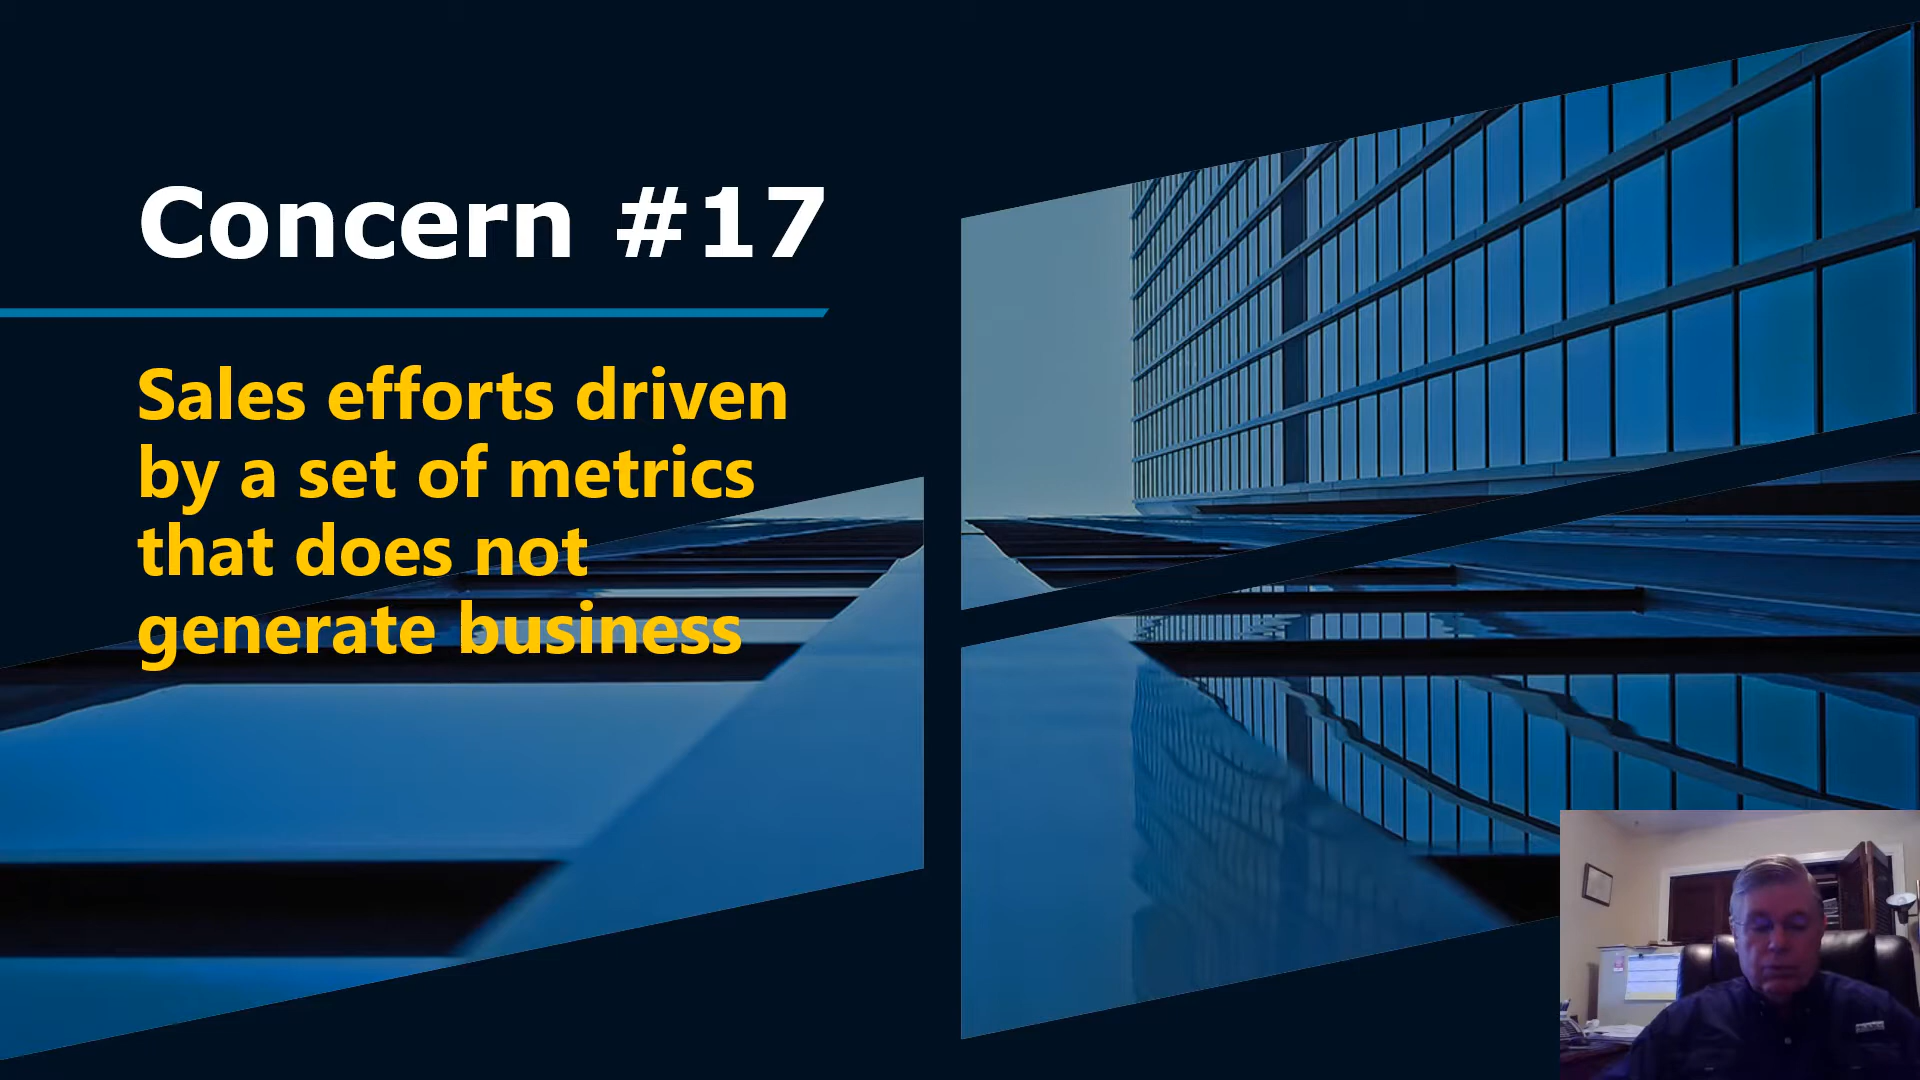 Concern #17
Sales efforts driven
by a set of metrics
that does not
generate business